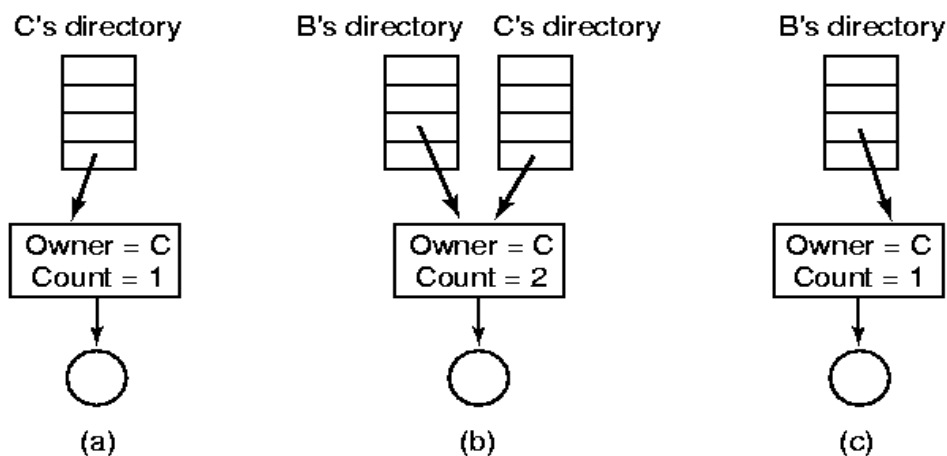 C's directory
B's directory
C's directory
B's directory
Owner = C
Count = 1
Owner = C
Count = 2
Owner = C
Count = 1
(a)
(b)
(c)